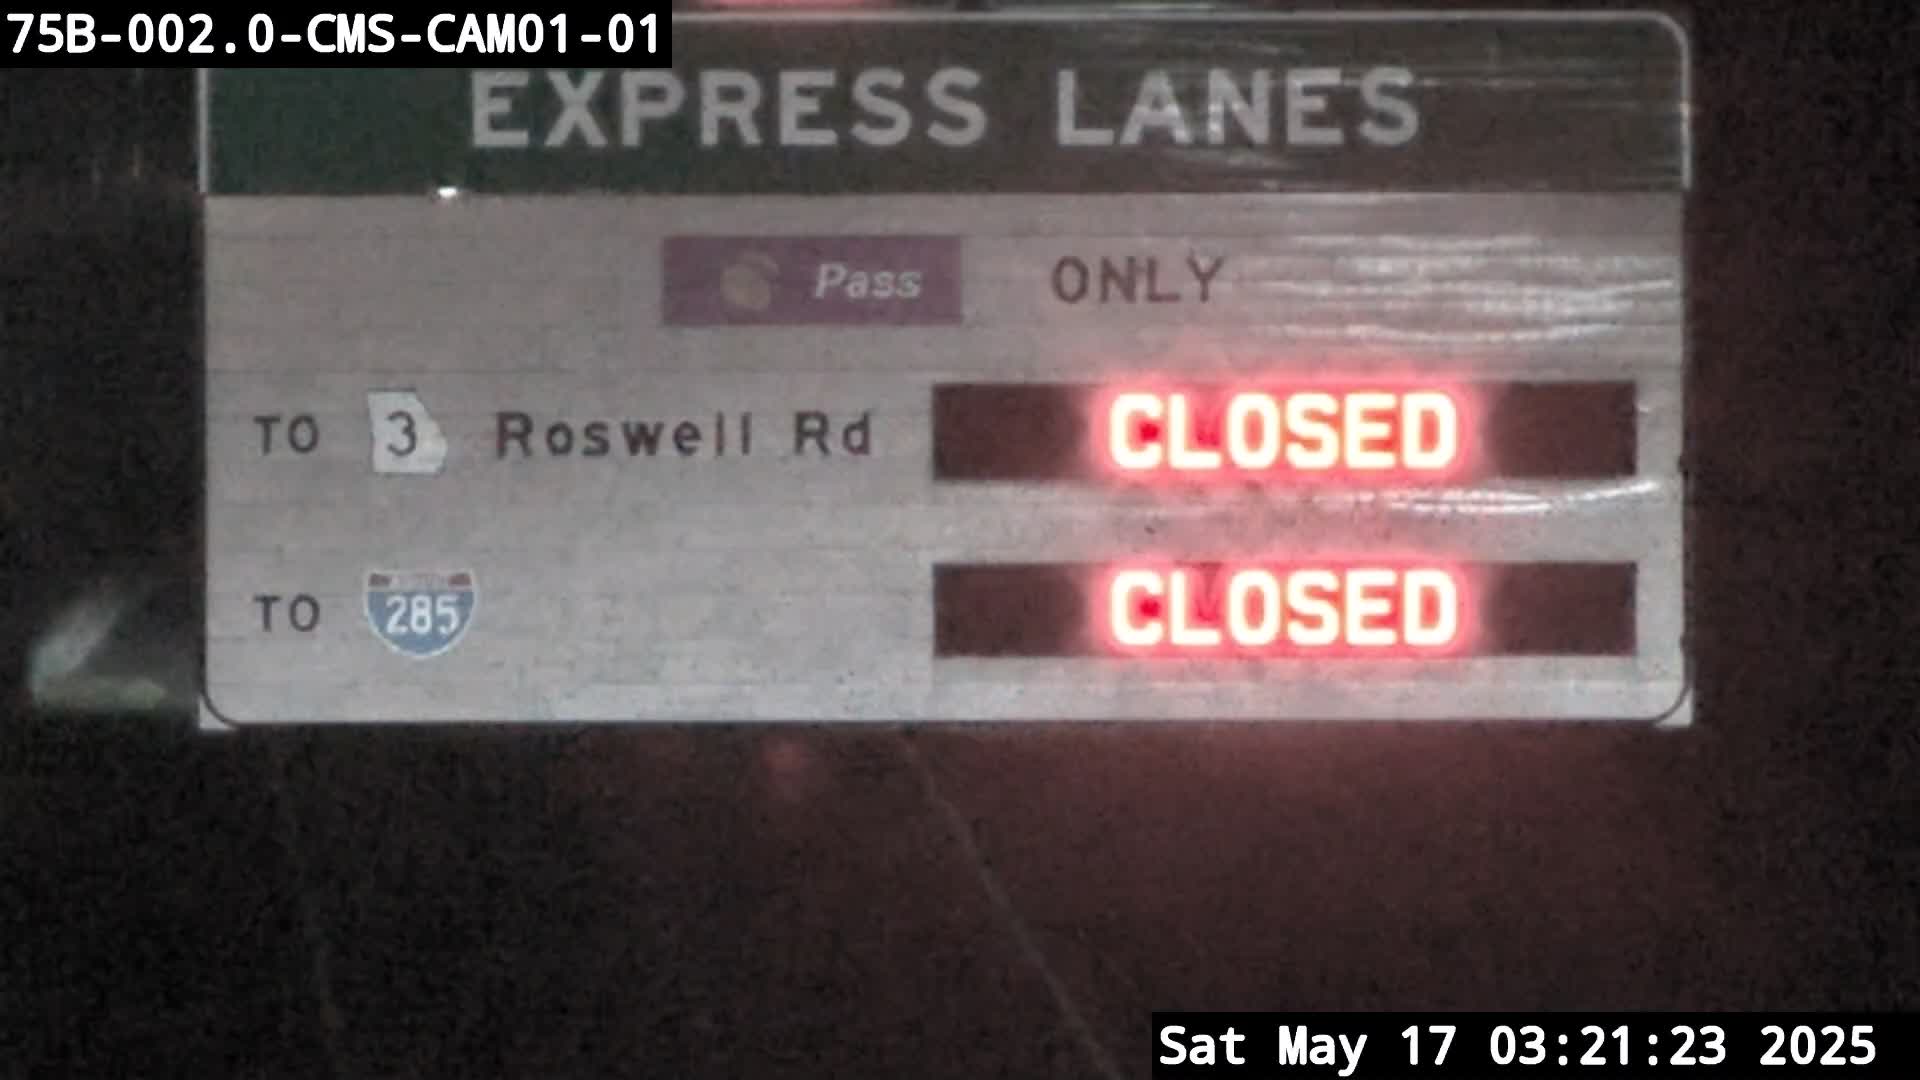 75B-002.0-CMS-CAM01-01
EXPRESS LANES
Pass ONLY
TO 3 Roswell Rd CLOSED
TO 285 CLOSED
Sat May 17 03:21:23 2025